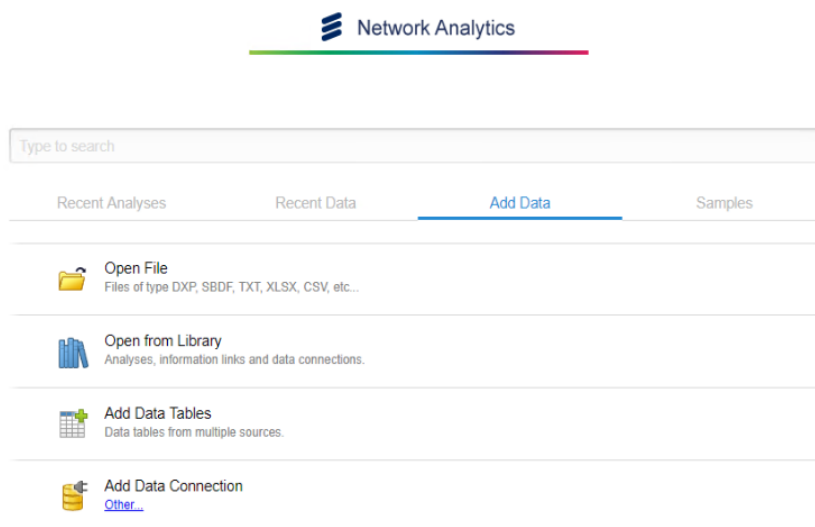 Network Analytics
Type to search
Recent Analyses Recent Data Add Data Samples
Open File
Files of type DXP, SBDF, TXT, XLSX, CSV, etc...
Open from Library
Analyses, information links and data connections.
Add Data Tables
Data tables from multiple sources.
Add Data Connection
Other...